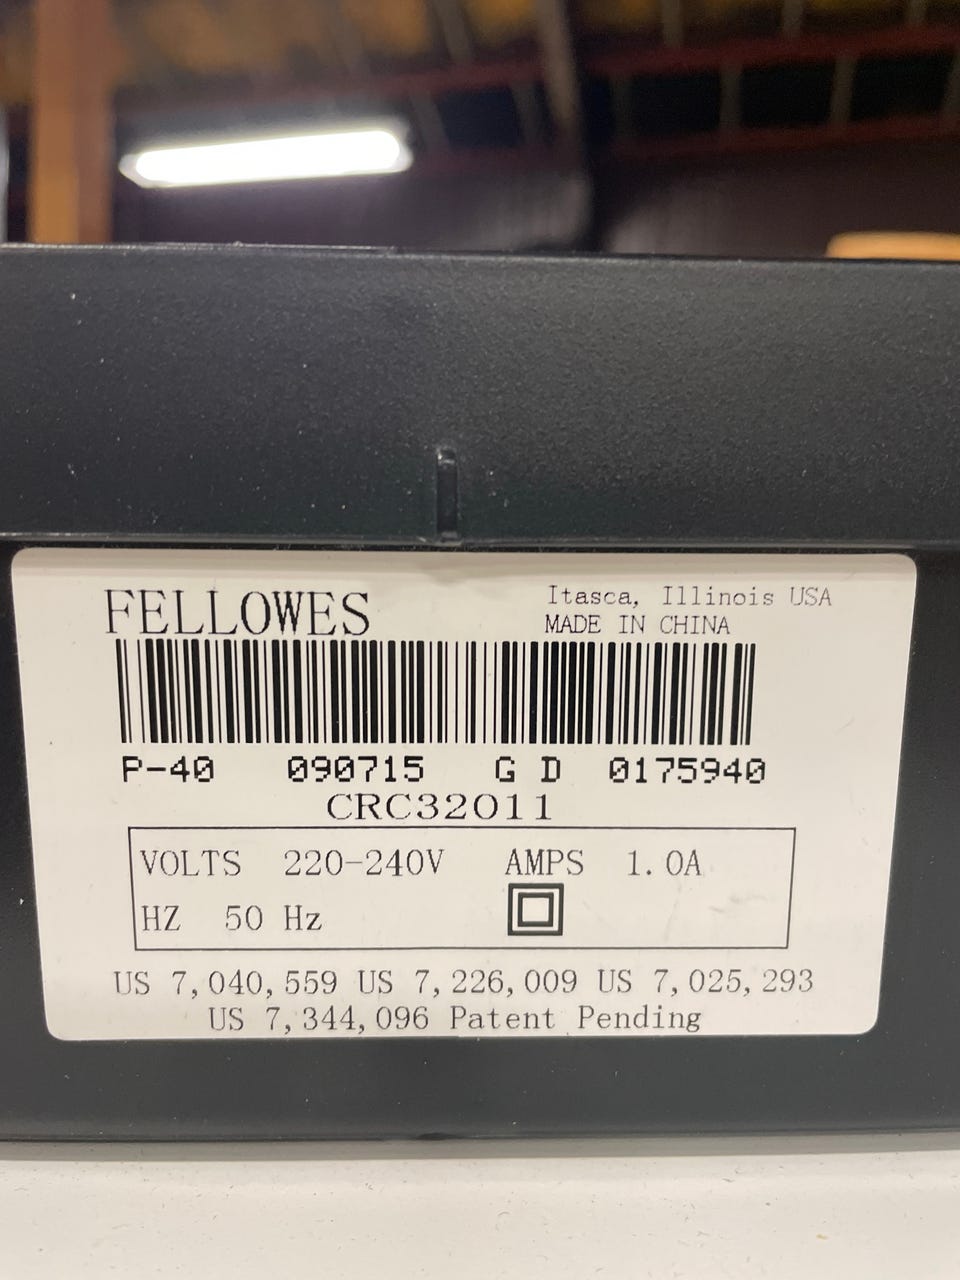 FELLOWES
Itasca, Illinois USA
MADE IN CHINA
P-40 090715 G D 0175940
CRC32011
VOLTS 220-240V AMPS 1.0A
HZ 50 Hz
US 7,040,559 US 7,226,009 US 7,025,293
US 7,344,096 Patent Pending